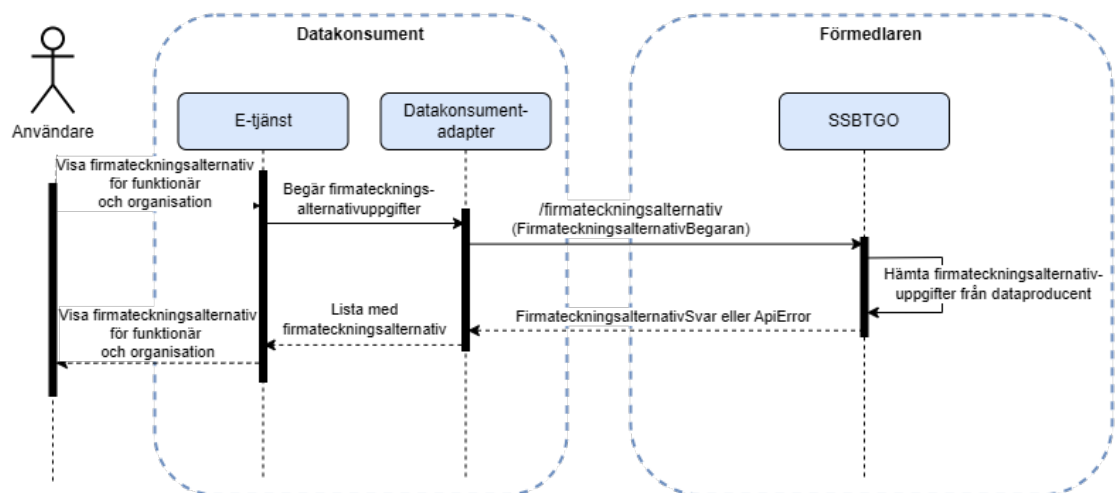 Datakonsument
Förmedlaren
Användare
E-tjänst
Datakonsument-
adapter
SSBTGO
Visa firmateckningsalternativ
för funktionär
och organisation
Begär firmatecknings-
alternativuppgifter
/firmateckningsalternativ
(FirmateckningsalternativBegaran)
Hämta firmateckningsalternativ-
uppgifter från dataproducent
FirmateckningsalternativSvar eller ApiError
Lista med
firmateckningsalternativ
Visa firmateckningsalternativ
för funktionär
och organisation